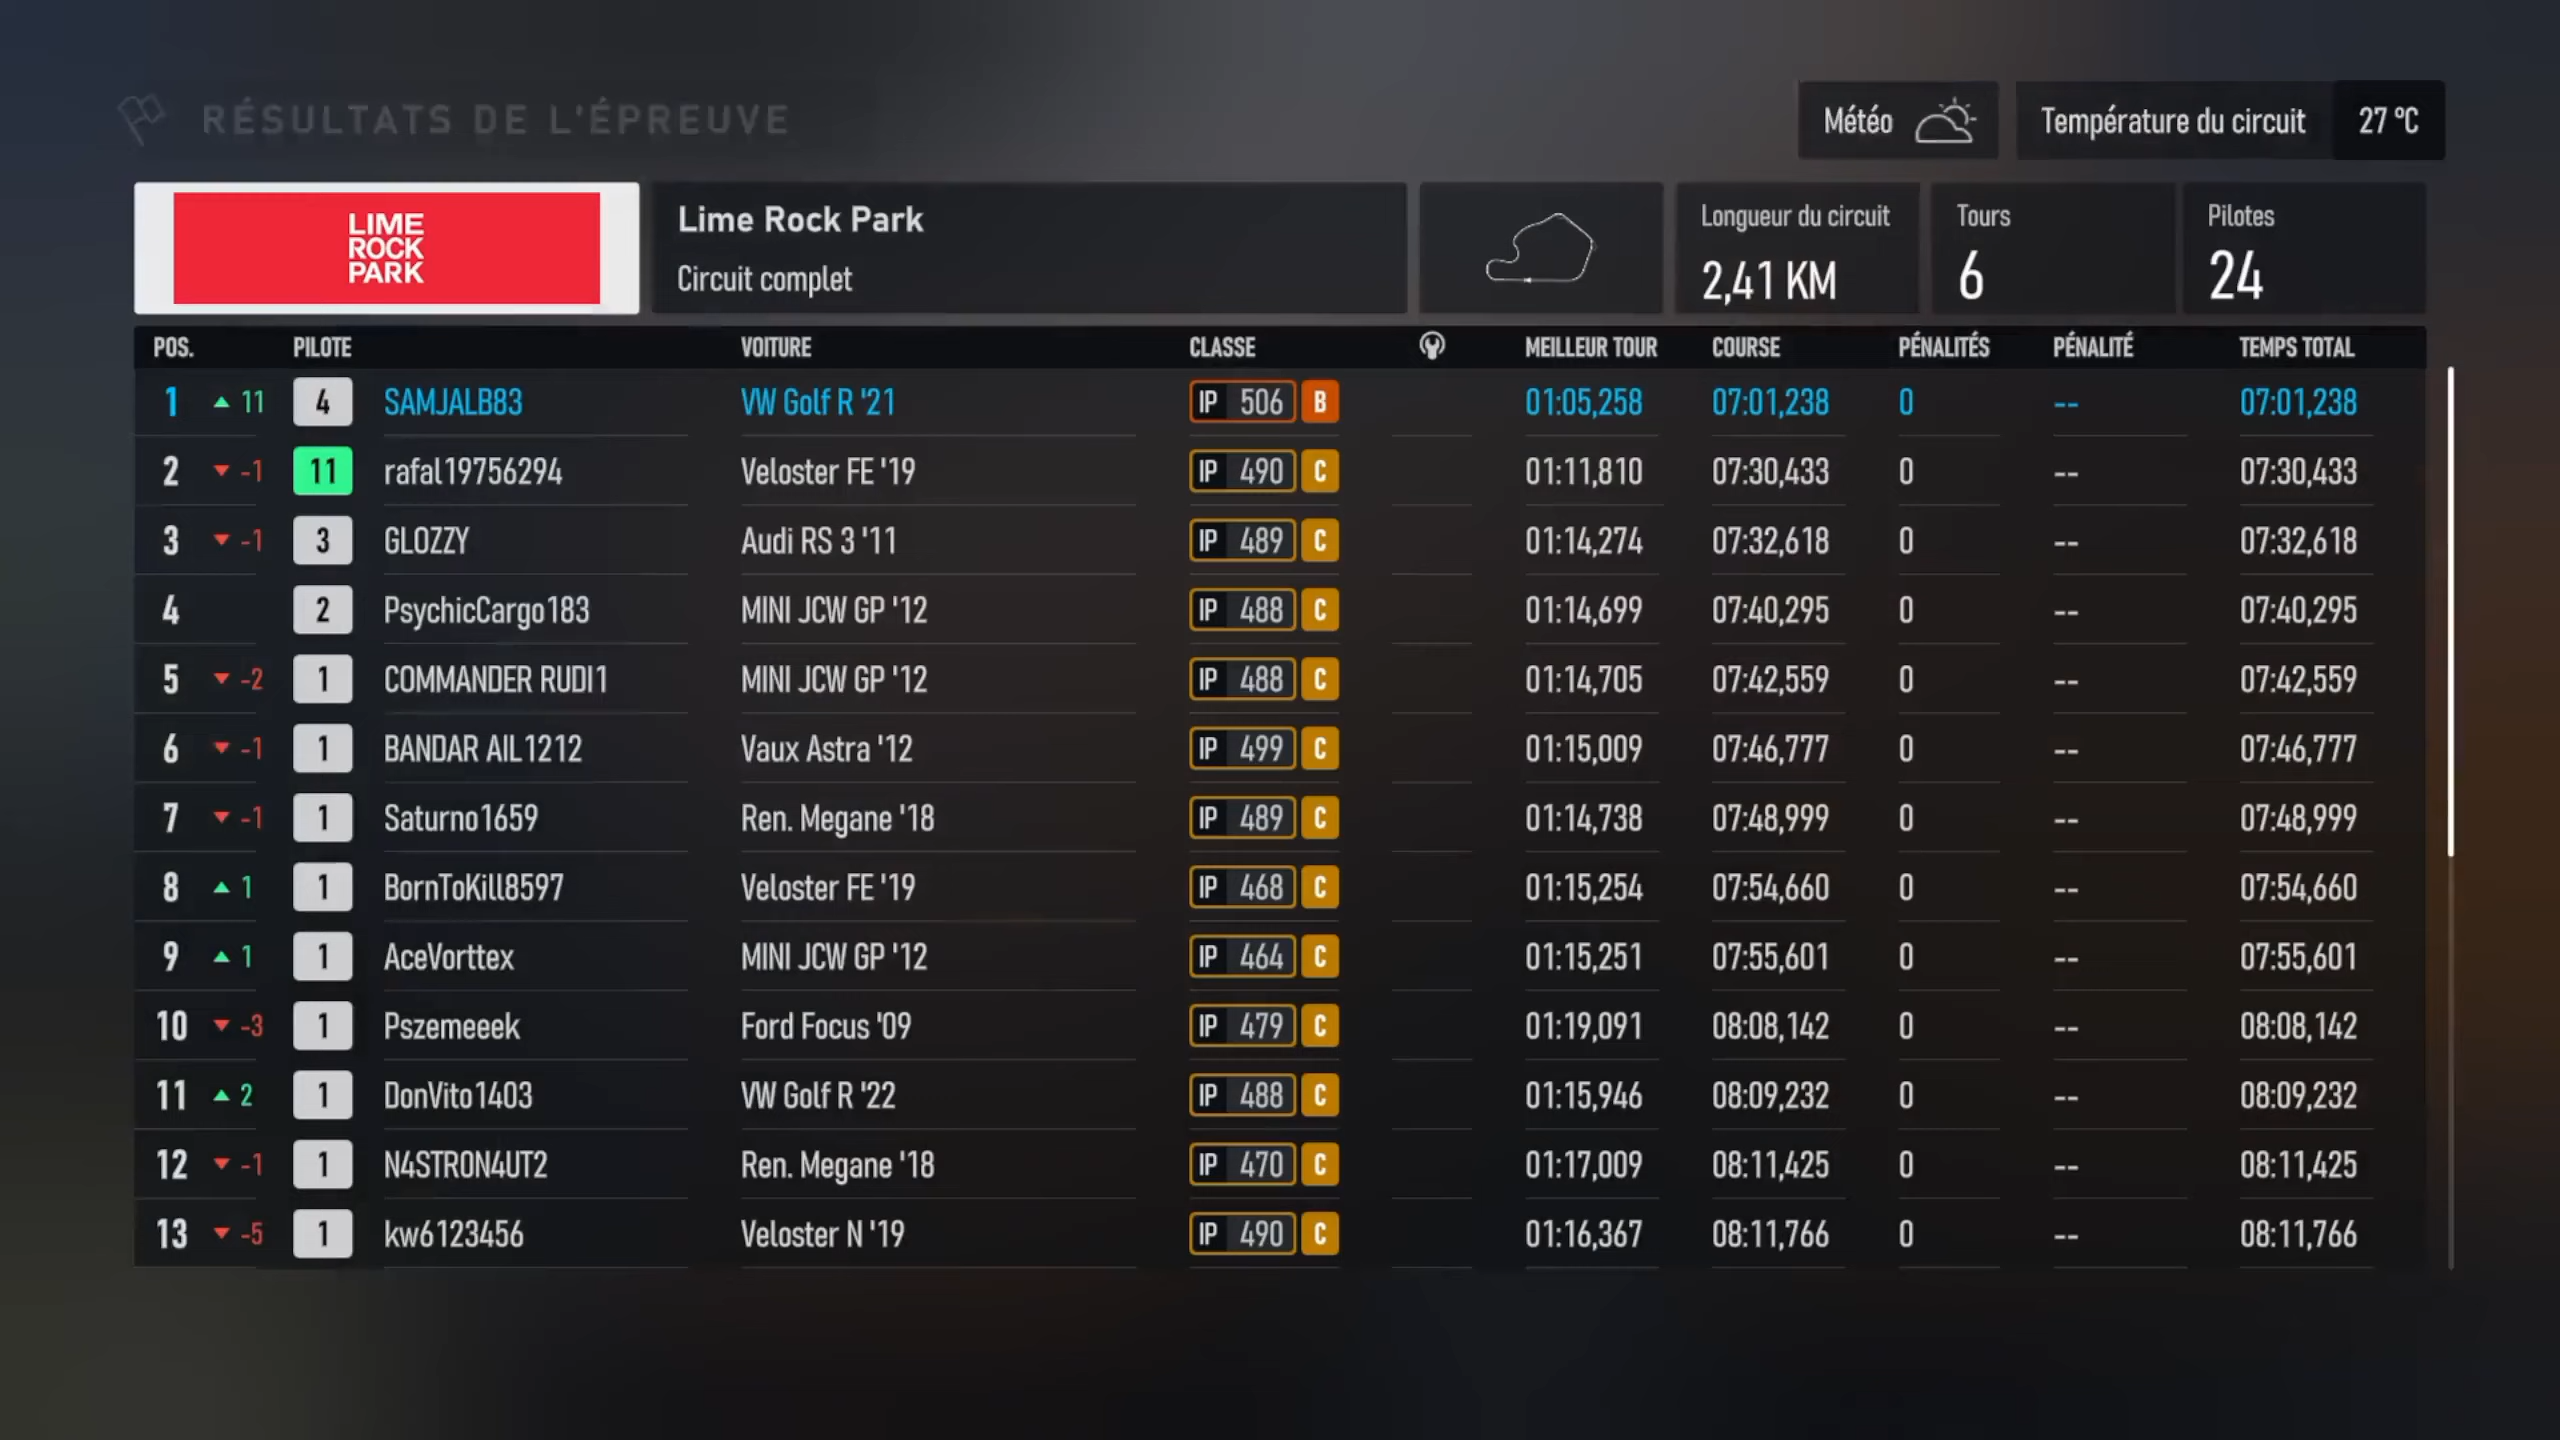 RÉSULTATS DE L'ÉPREUVE
Météo
Température du circuit 27 °C
LIME
ROCK
PARK
Lime Rock Park
Circuit complet
Longueur du circuit
2,41 KM
Tours
6
Pilotes
24
POS. PILOTE VOITURE CLASSE MEILLEUR TOUR COURSE PÉNALITÉS PÉNALITÉ TEMPS TOTAL
1 11 4 SAMJALB83 VW Golf R '21 IP 506 B 01:05,258 07:01,238 0 -- 07:01,238
2 -1 11 rafal19756294 Veloster FE '19 IP 490 C 01:11,810 07:30,433 0 -- 07:30,433
3 -1 3 GLOZZY Audi RS 3 '11 IP 489 C 01:14,274 07:32,618 0 -- 07:32,618
4 2 PsychicCargo183 MINI JCW GP '12 IP 488 C 01:14,699 07:40,295 0 -- 07:40,295
5 -2 1 COMMANDER RUDI1 MINI JCW GP '12 IP 488 C 01:14,705 07:42,559 0 -- 07:42,559
6 -1 1 BANDAR AIL1212 Vaux Astra '12 IP 499 C 01:15,009 07:46,777 0 -- 07:46,777
7 -1 1 Saturno1659 Ren. Megane '18 IP 489 C 01:14,738 07:48,999 0 -- 07:48,999
8 1 1 BornToKill8597 Veloster FE '19 IP 468 C 01:15,254 07:54,660 0 -- 07:54,660
9 1 1 AceVorttex MINI JCW GP '12 IP 464 C 01:15,251 07:55,601 0 -- 07:55,601
10 -3 1 Pszemeeek Ford Focus '09 IP 479 C 01:19,091 08:08,142 0 -- 08:08,142
11 2 1 DonVito1403 VW Golf R '22 IP 488 C 01:15,946 08:09,232 0 -- 08:09,232
12 -1 1 N4STRON4UT2 Ren. Megane '18 IP 470 C 01:17,009 08:11,425 0 -- 08:11,425
13 -5 1 kw6123456 Veloster N '19 IP 490 C 01:16,367 08:11,766 0 -- 08:11,766